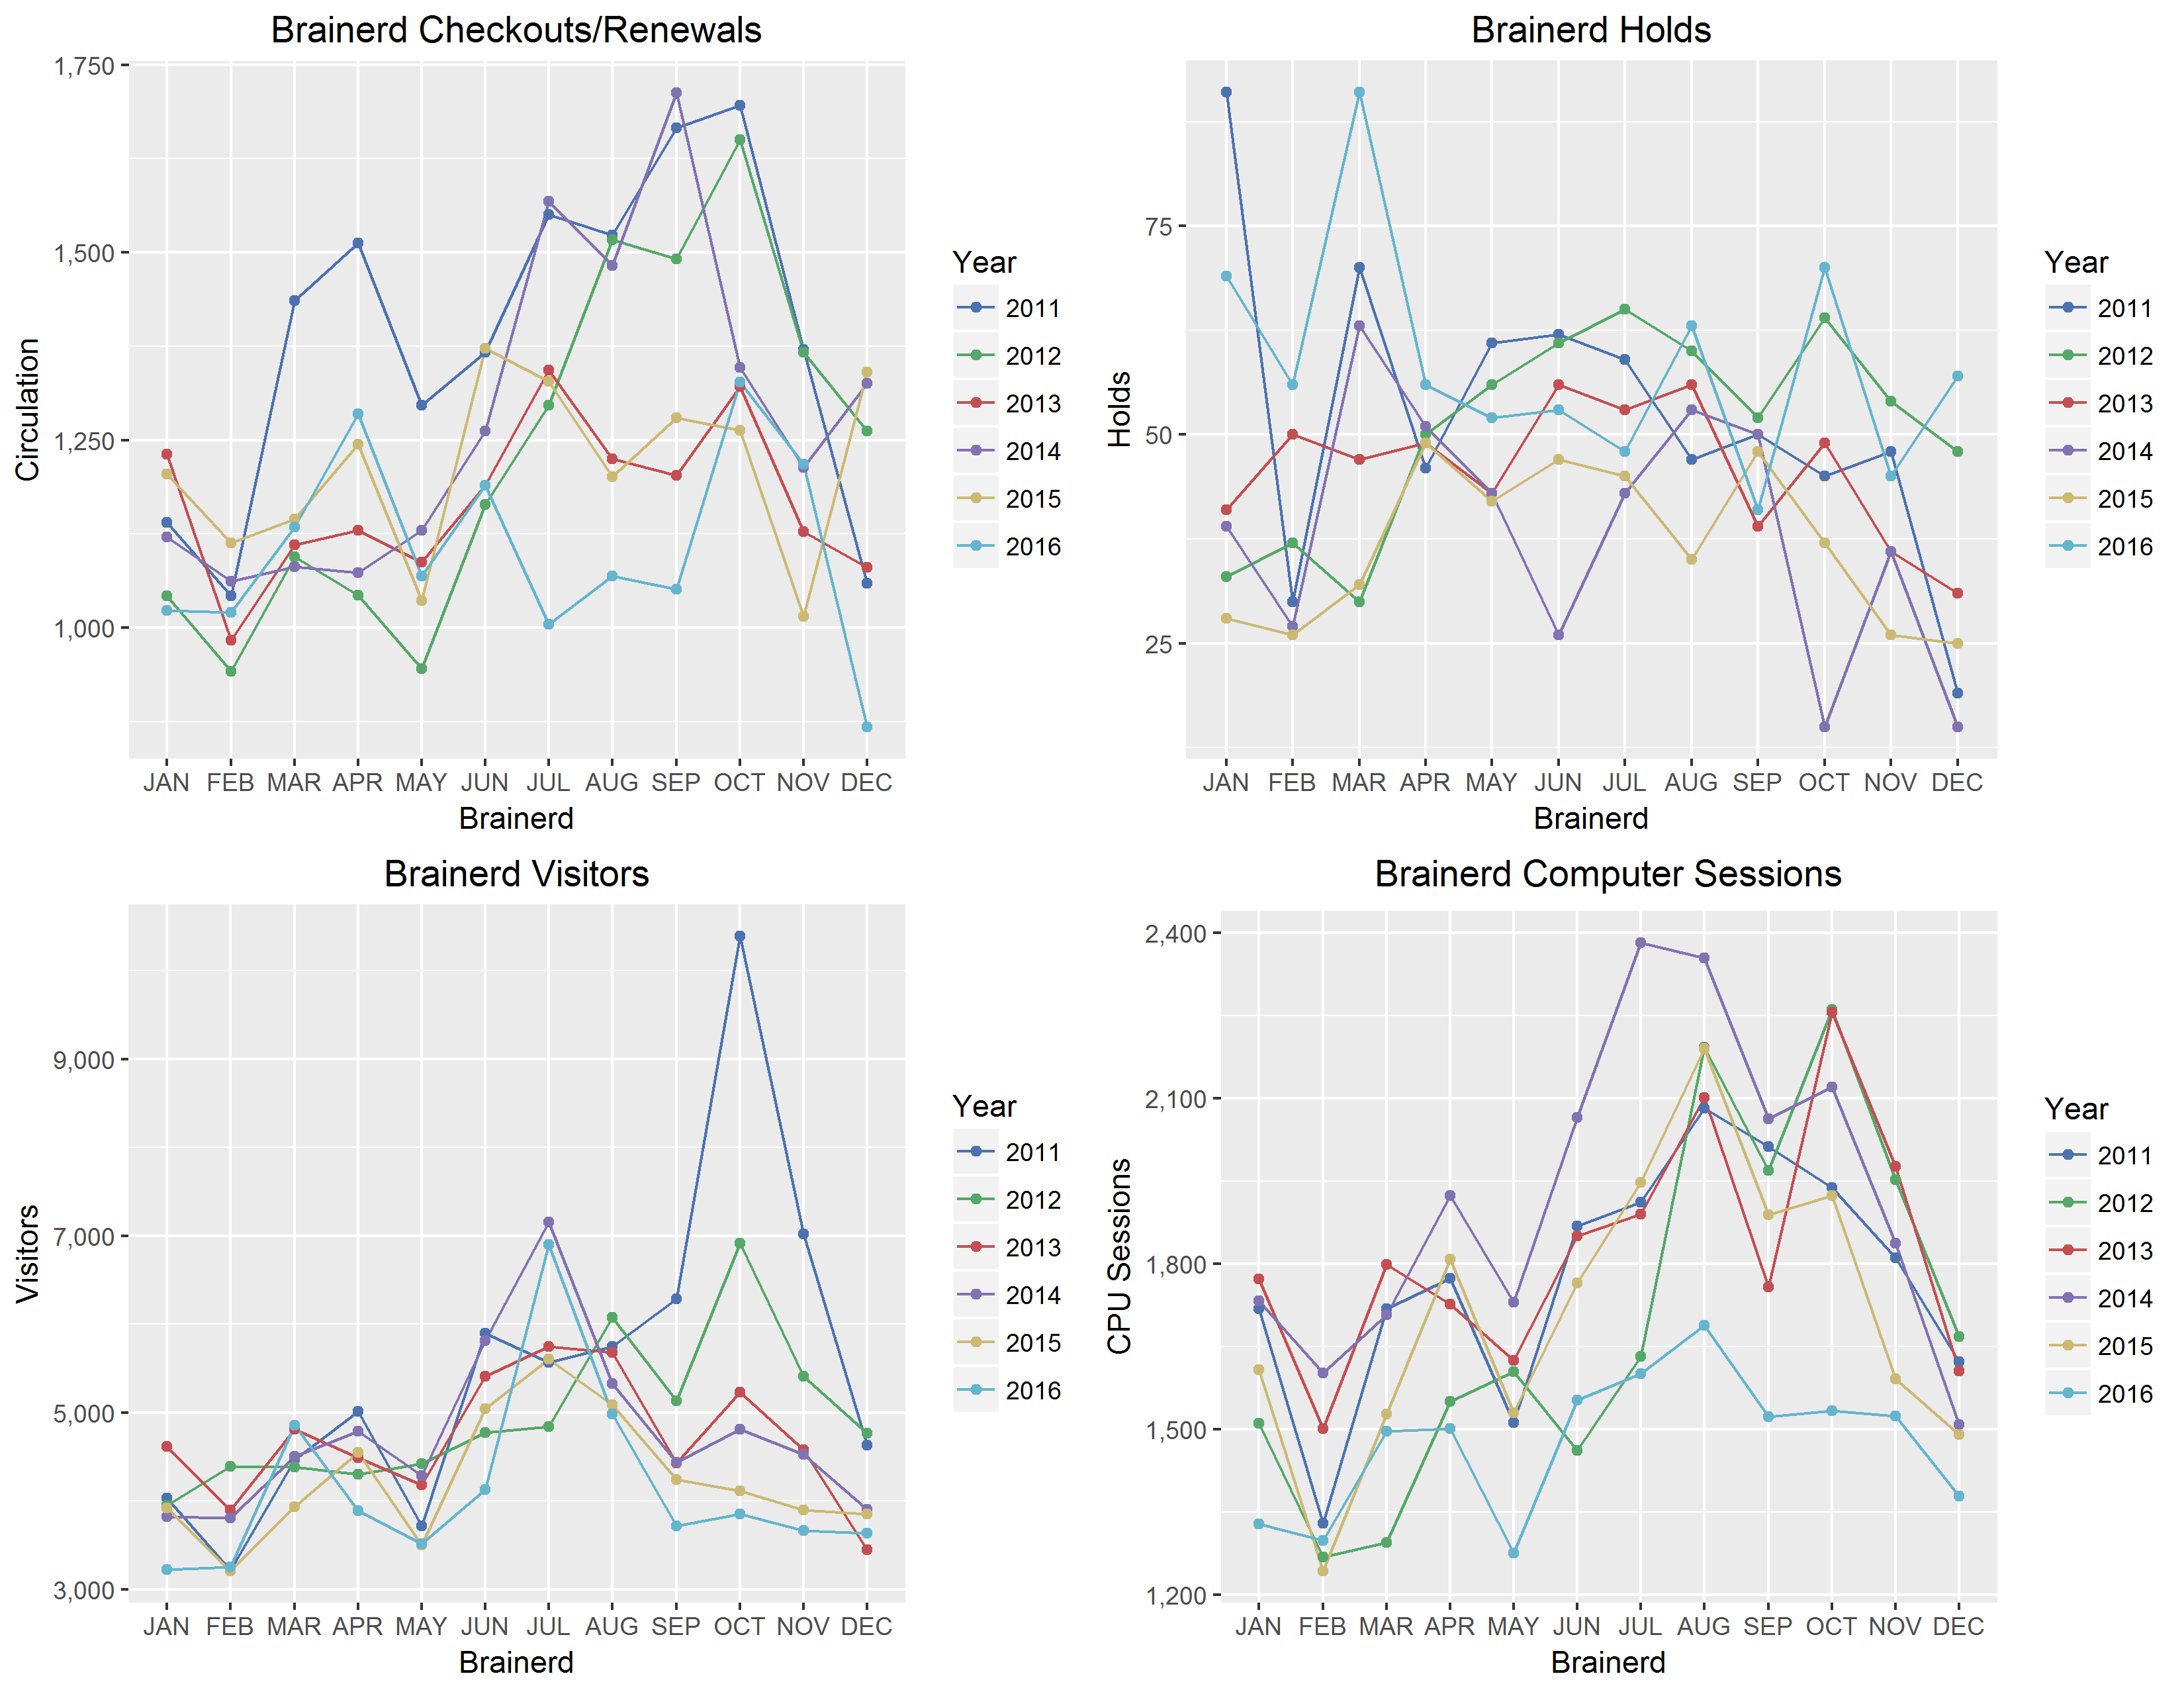 Brainerd Checkouts/Renewals
1,750
1,500
1,250
1,000
Circulation
JAN FEB MAR APR MAY JUN JUL AUG SEP OCT NOV DEC
Brainerd
Year
2011
2012
2013
2014
2015
2016
Brainerd Holds
75
50
25
Holds
JAN FEB MAR APR MAY JUN JUL AUG SEP OCT NOV DEC
Brainerd
Year
2011
2012
2013
2014
2015
2016
Brainerd Visitors
9,000
7,000
5,000
3,000
Visitors
JAN FEB MAR APR MAY JUN JUL AUG SEP OCT NOV DEC
Brainerd
Year
2011
2012
2013
2014
2015
2016
Brainerd Computer Sessions
2,400
2,100
1,800
1,500
1,200
CPU Sessions
JAN FEB MAR APR MAY JUN JUL AUG SEP OCT NOV DEC
Brainerd
Year
2011
2012
2013
2014
2015
2016